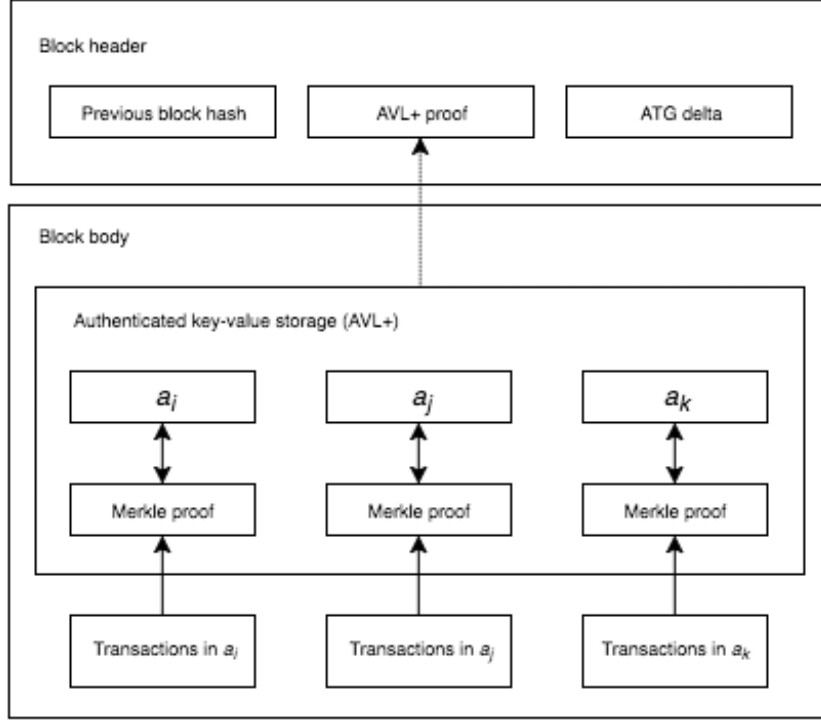 Block header
Previous block hash
AVL+ proof
ATG delta
Block body
Authenticated key-value storage (AVL+)
a_i
a_j
a_k
Merkle proof
Merkle proof
Merkle proof
Transactions in a_i
Transactions in a_j
Transactions in a_k